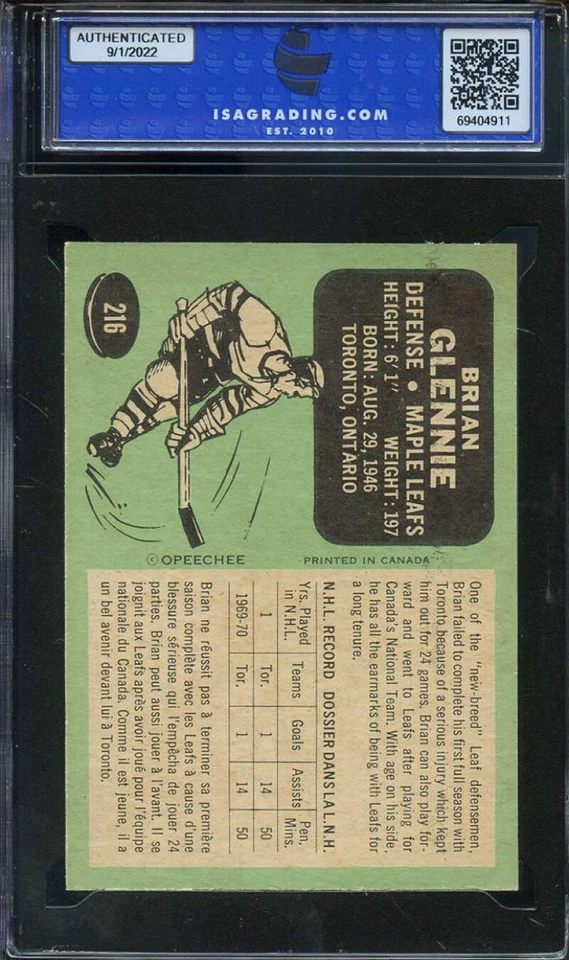 AUTHENTICATED
9/1/2022
ISAGRADING.COM
EST. 2010
69404911
216
BRIAN
GLENNIE
DEFENSE • MAPLE LEAFS
HEIGHT: 6'1" WEIGHT: 197
BORN: AUG. 29, 1946
TORONTO, ONTARIO
© OPEECHEE PRINTED IN CANADA
One of the "new-breed" Leaf defensemen,
Brian failed to complete his first full season with
Toronto because of a serious injury which kept
him out for 24 games. Brian can also play for-
ward and went to Leafs after playing for
Canada's National Team. With age on his side,
he has all the earmarks of being with Leafs for
a long tenure.
N.H.L. RECORD DOSSIER DANS LA L.N.H.
Yrs. Played in N.H.L. Teams Goals Assists Pen. Mins.
1 Tor. 1 14 50
1969-70 Tor. 1 14 50
Brian ne réussit pas à terminer sa première
saison complète avec les Leafs à cause d'une
blessure sérieuse qui l'empêcha de jouer 24
parties. Brian peut aussi jouer à l'avant. Il se
joignit aux Leafs après avoir joué pour l'équipe
nationale du Canada. Comme il est jeune, il a
un bel avenir devant lui à Toronto.